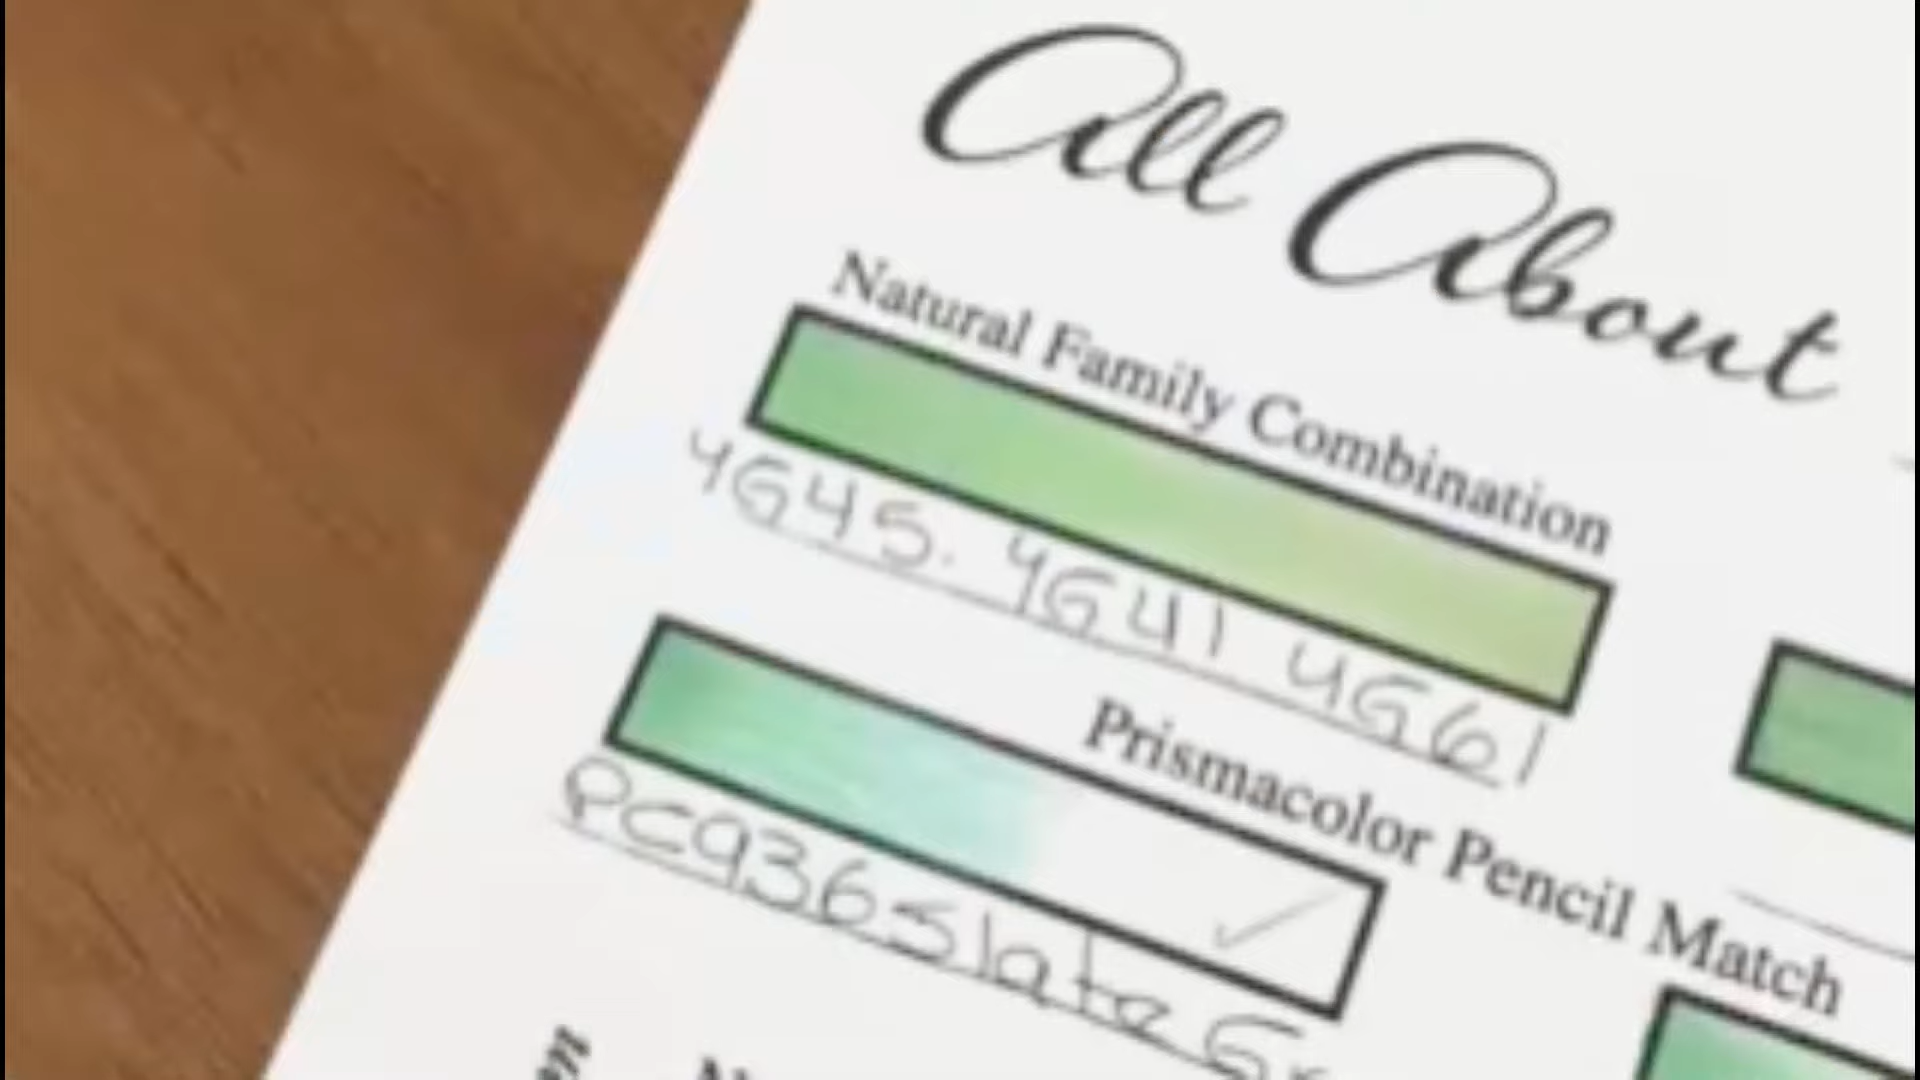 All About
Natural Family Combination
YG45. YG41 YG61
Prismacolor Pencil Match
PC936 Slate